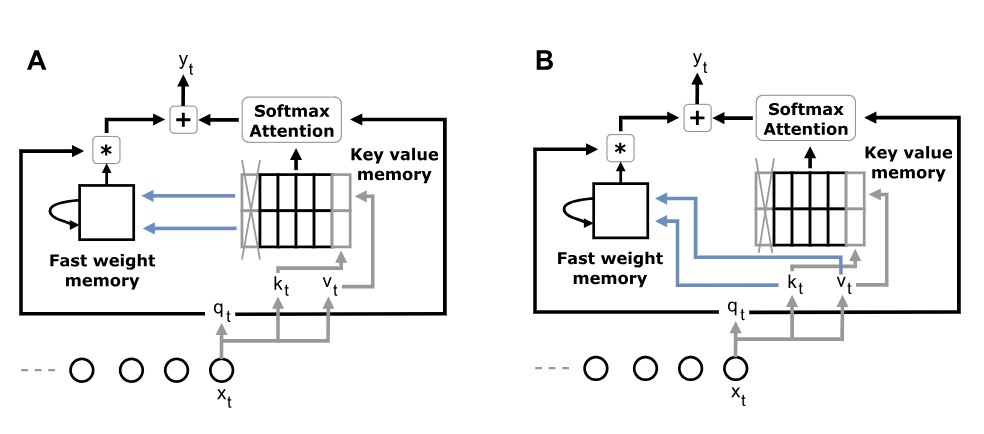 A
y_t
+
Softmax
Attention
*
Key value
memory
Fast weight
memory
k_t
v_t
q_t
x_t
B
y_t
+
Softmax
Attention
*
Key value
memory
Fast weight
memory
k_t
v_t
q_t
x_t